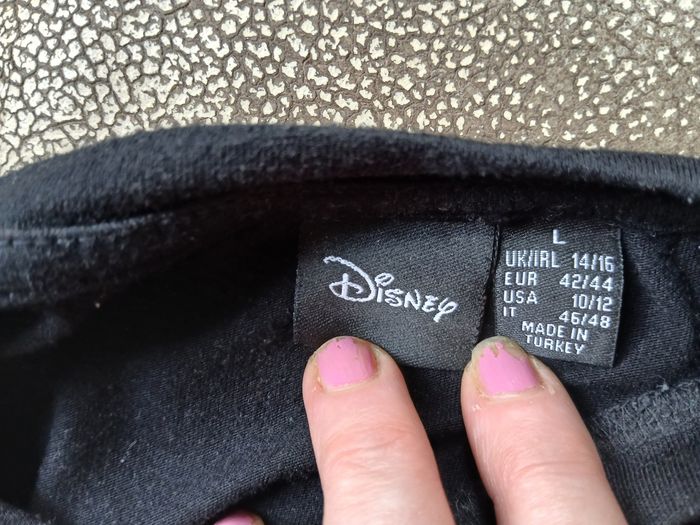 Disney
L
UK/IRL 14/16
EUR 42/44
USA 10/12
IT 46/48
MADE IN
TURKEY